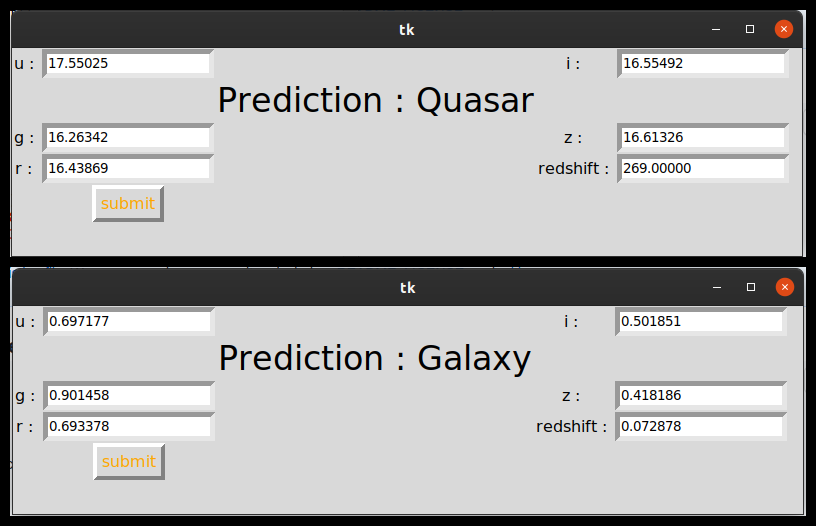 tk
u : 17.55025 i : 16.55492
Prediction : Quasar
g : 16.26342 z : 16.61326
r : 16.43869 redshift : 269.00000
submit
tk
u : 0.697177 i : 0.501851
Prediction : Galaxy
g : 0.901458 z : 0.418186
r : 0.693378 redshift : 0.072878
submit